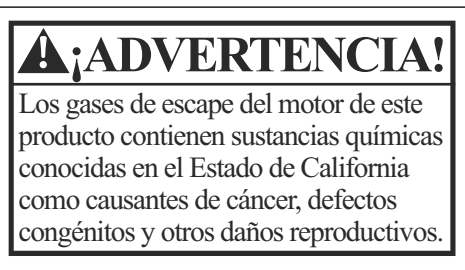 ¡ADVERTENCIA!
Los gases de escape del motor de este
producto contienen sustancias químicas
conocidas en el Estado de California
como causantes de cáncer, defectos
congénitos y otros daños reproductivos.